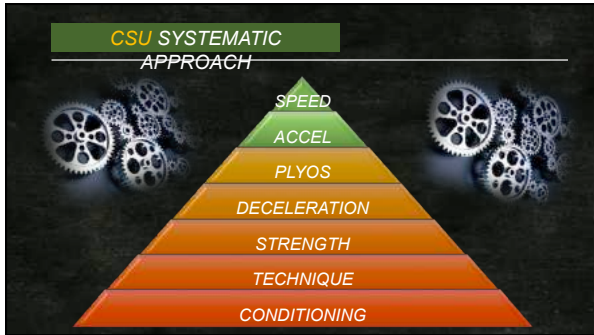 CSU SYSTEMATIC
APPROACH
SPEED
ACCEL
PLYOS
DECELERATION
STRENGTH
TECHNIQUE
CONDITIONING